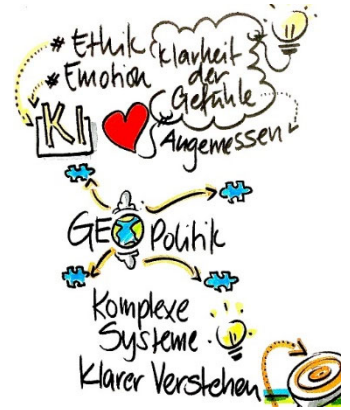 # Ethik
# Emotion
Klarheit
der
Gefühle
KI
Angemessen
GEO Politik
Komplexe
Systeme
Klarer Verstehen